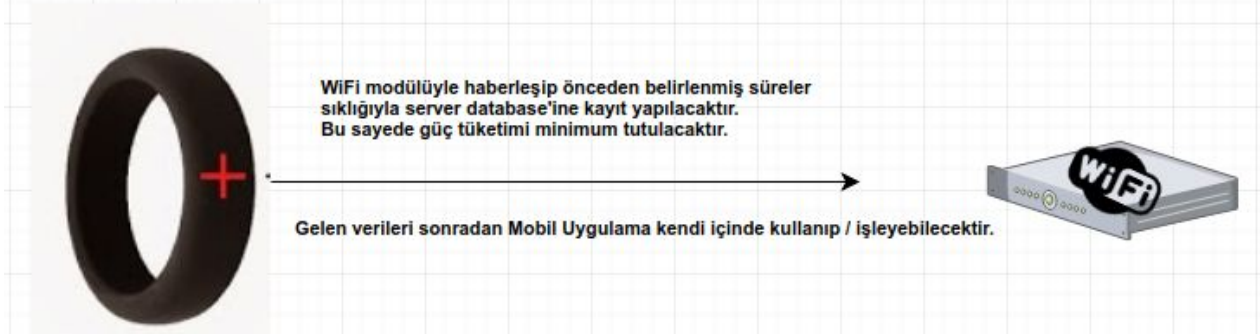 WiFi modülüyle haberleşip önceden belirlenmiş süreler
sıklığıyla server database'ine kayıt yapılacaktır.
Bu sayede güç tüketimi minimum tutulacaktır.
WiFi
Gelen verileri sonradan Mobil Uygulama kendi içinde kullanıp / işleyebilecektir.